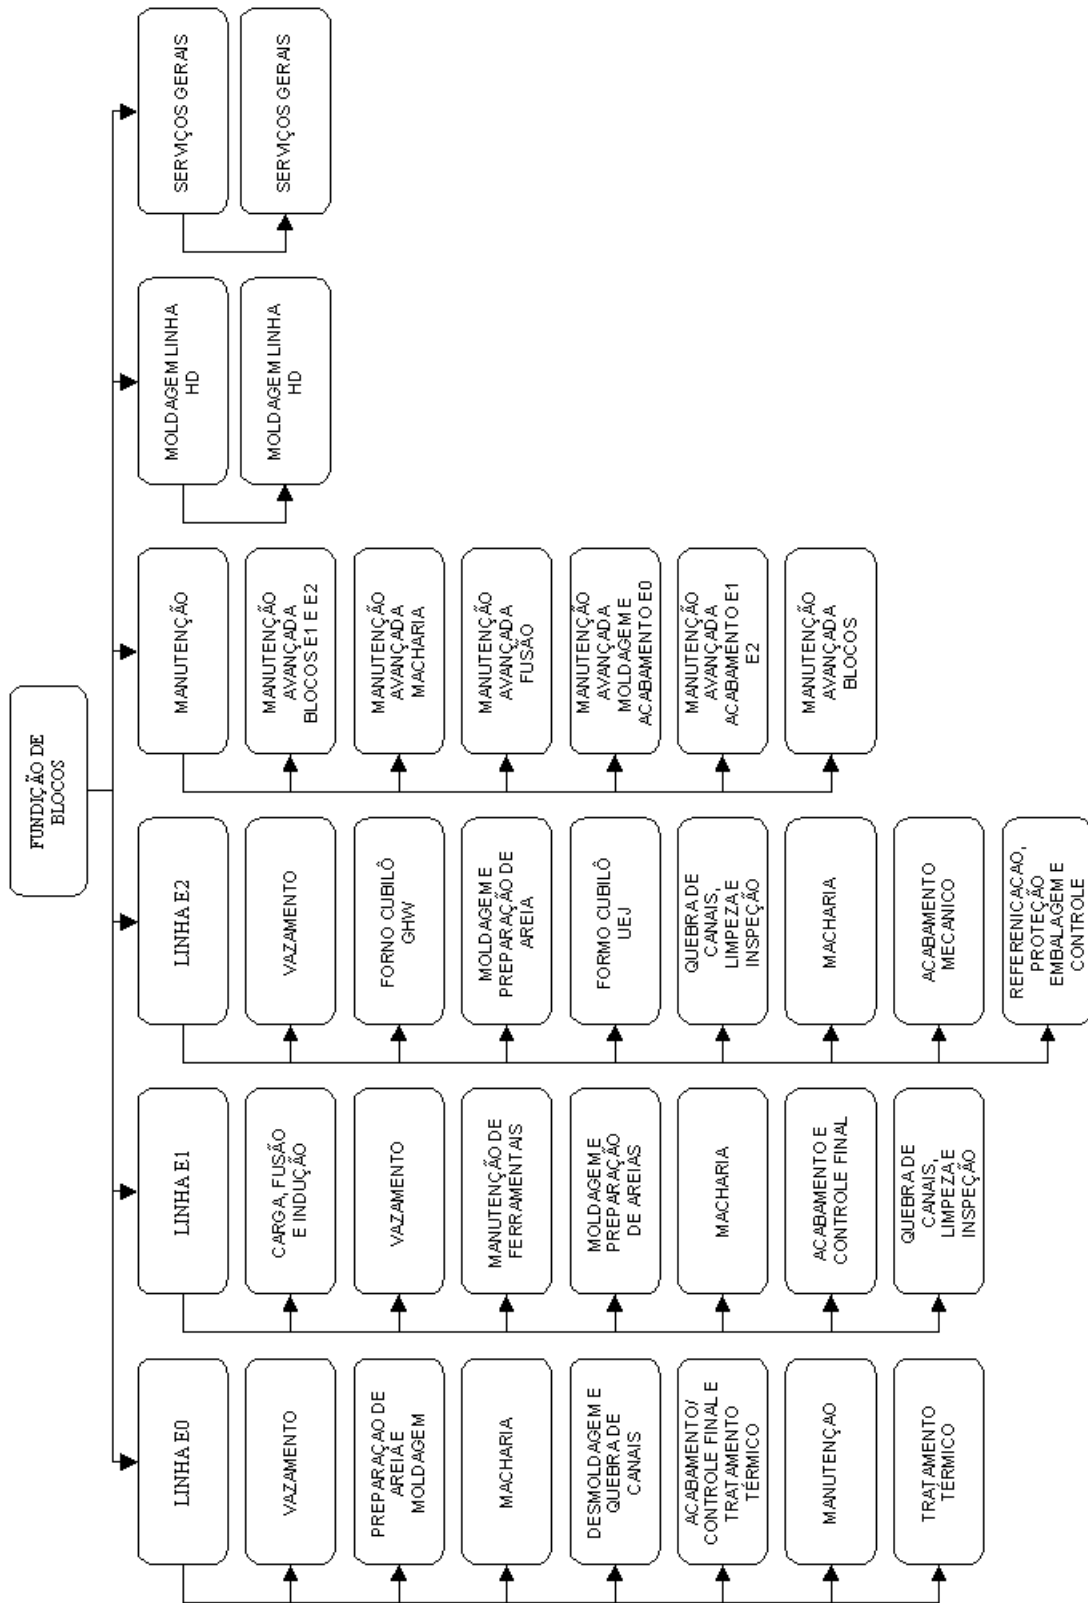 FUNDIÇÃO DE
BLOCOS
LINHA E0
VAZAMENTO
PREPARAÇAO DE
AREIA E
MOLDAGEM
MACHARIA
DESMOLDAGEM E
QUEBRA DE
CANAIS
ACABAMENTO/
CONTROLE FINAL E
TRATAMENTO
TÉRMICO
MANUTENÇAO
TRATAMENTO
TÉRMICO
LINHA E1
CARGA, FUSÃO
E INDUÇÃO
VAZAMENTO
MANUTENÇÃO DE
FERRAMENTAIS
MOLDAGEM E
PREPARAÇÃO
DE AREIAS
MACHARIA
ACABAMENTO E
CONTROLE FINAL
QUEBRA DE
CANAIS,
LIMPEZA E
INSPEÇÃO
LINHA E2
VAZAMENTO
FORNO CUBILÔ
GHW
MOLDAGEM E
PREPARAÇÃO DE
AREIA
FORMO CUBILÔ
UEJ
QUEBRA DE
CANAIS,
LIMPEZA E
INSPEÇÃO
MACHARIA
ACABAMENTO
MECANICO
REFERENICACAO,
PROTEÇÃO
EMBALAGEM E
CONTROLE
MANUTENÇÃO
MANUTENÇÃO
AVANÇADA
BLOCOS E1 E E2
MANUTENÇÃO
AVANÇADA
MACHARIA
MANUTENÇÃO
AVANÇADA
FUSÃO
MANUTENÇÃO
AVANÇADA
MOLDAGEM E
ACABAMENTO E0
MANUTENÇÃO
AVANÇADA
ACABAMENTO E1
E2
MANUTENÇÃO
AVANÇADA
BLOCOS
MOLDAGEM LINHA
HD
MOLDAGEM LINHA
HD
SERVIÇOS GERAIS
SERVIÇOS GERAIS